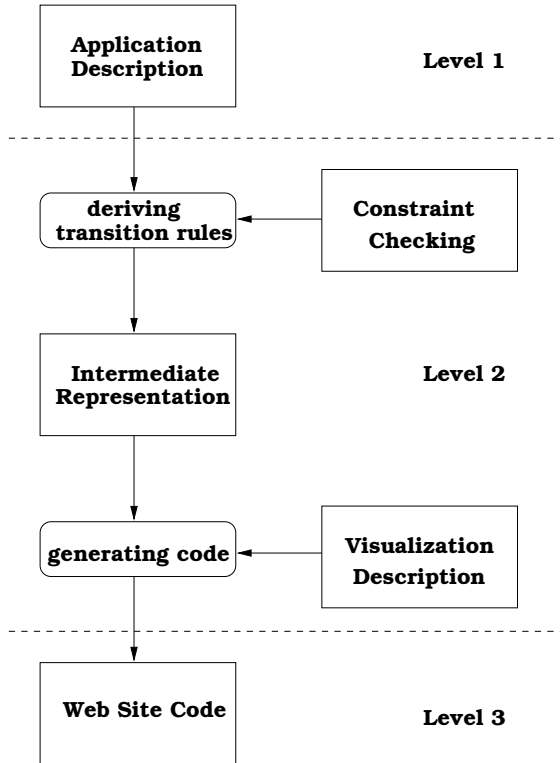 Application
Description
Level 1
deriving
transition rules
Constraint
Checking
Intermediate
Representation
Level 2
generating code
Visualization
Description
Web Site Code
Level 3